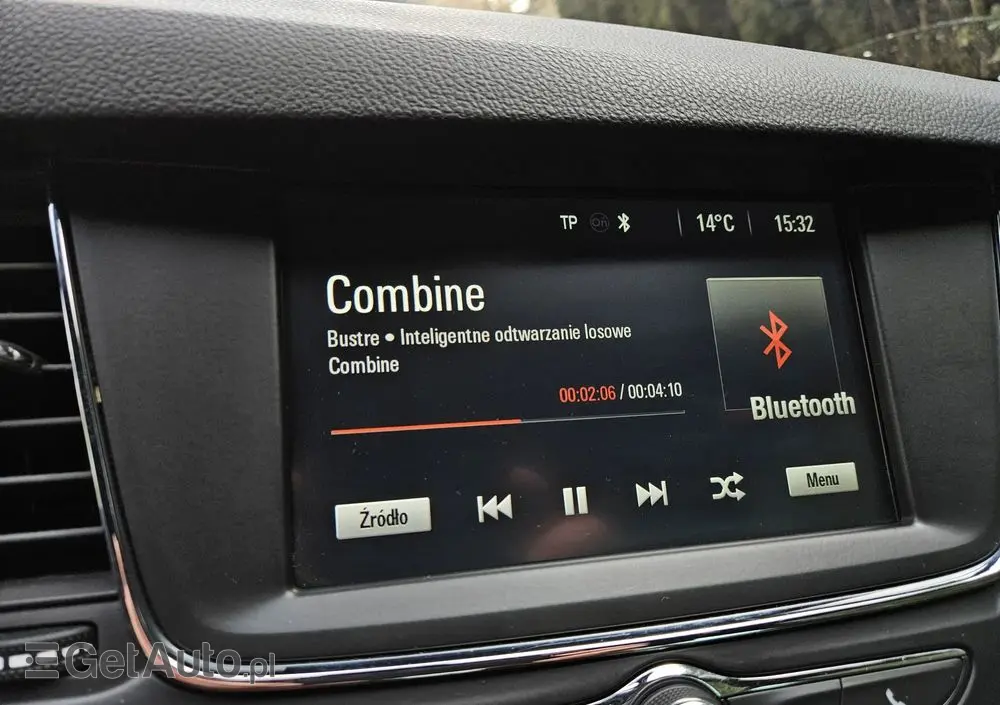 TP On 14°C 15:32
Combine
Bustre • Inteligentne odtwarzanie losowe
Combine
00:02:06 / 00:04:10
Bluetooth
Źródło Menu
GetAuto.pl